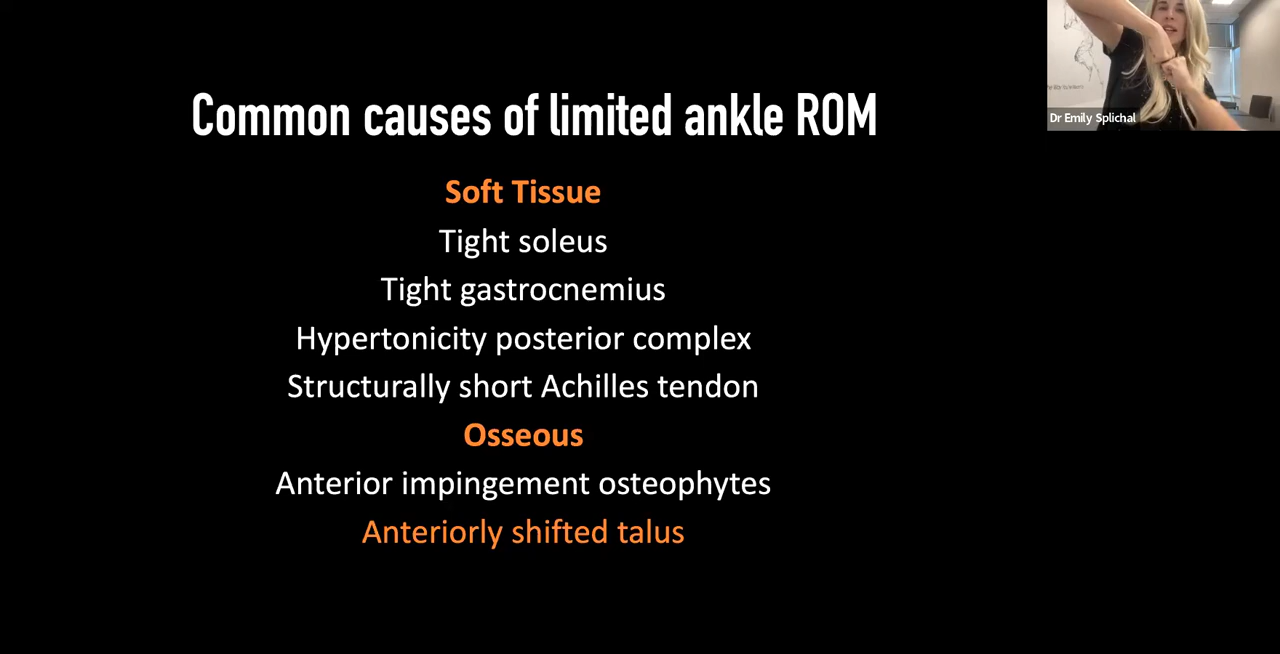 Common causes of limited ankle ROM
Soft Tissue
Tight soleus
Tight gastrocnemius
Hypertonicity posterior complex
Structurally short Achilles tendon
Osseous
Anterior impingement osteophytes
Anteriorly shifted talus
Dr Emily Splichal